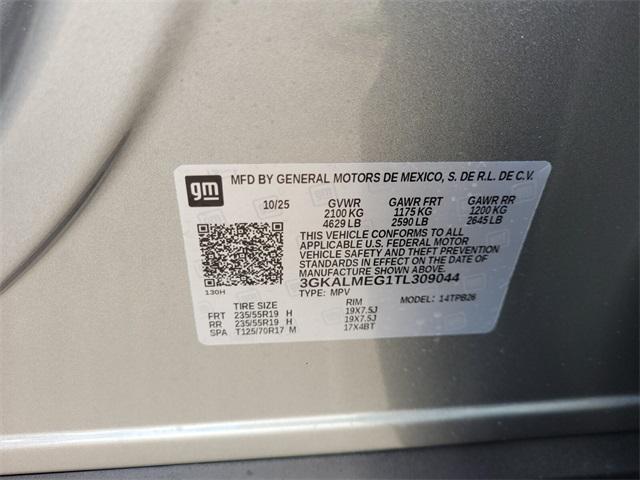 gm MFD BY GENERAL MOTORS DE MEXICO, S. DE R.L. DE C.V.
10/25 GVWR GAWR FRT GAWR RR
2100 KG 1175 KG 1200 KG
4629 LB 2590 LB 2645 LB
THIS VEHICLE CONFORMS TO ALL
APPLICABLE U.S. FEDERAL MOTOR
VEHICLE SAFETY AND THEFT PREVENTION
STANDARDS IN EFFECT ON THE DATE OF
MANUFACTURE SHOWN ABOVE.
3GKALMEG1TL309044
130H TYPE: MPV MODEL: 14TPB26
TIRE SIZE RIM
FRT 235/55R19 H 19X7.5J
RR 235/55R19 H 19X7.5J
SPA T125/70R17 M 17X4BT